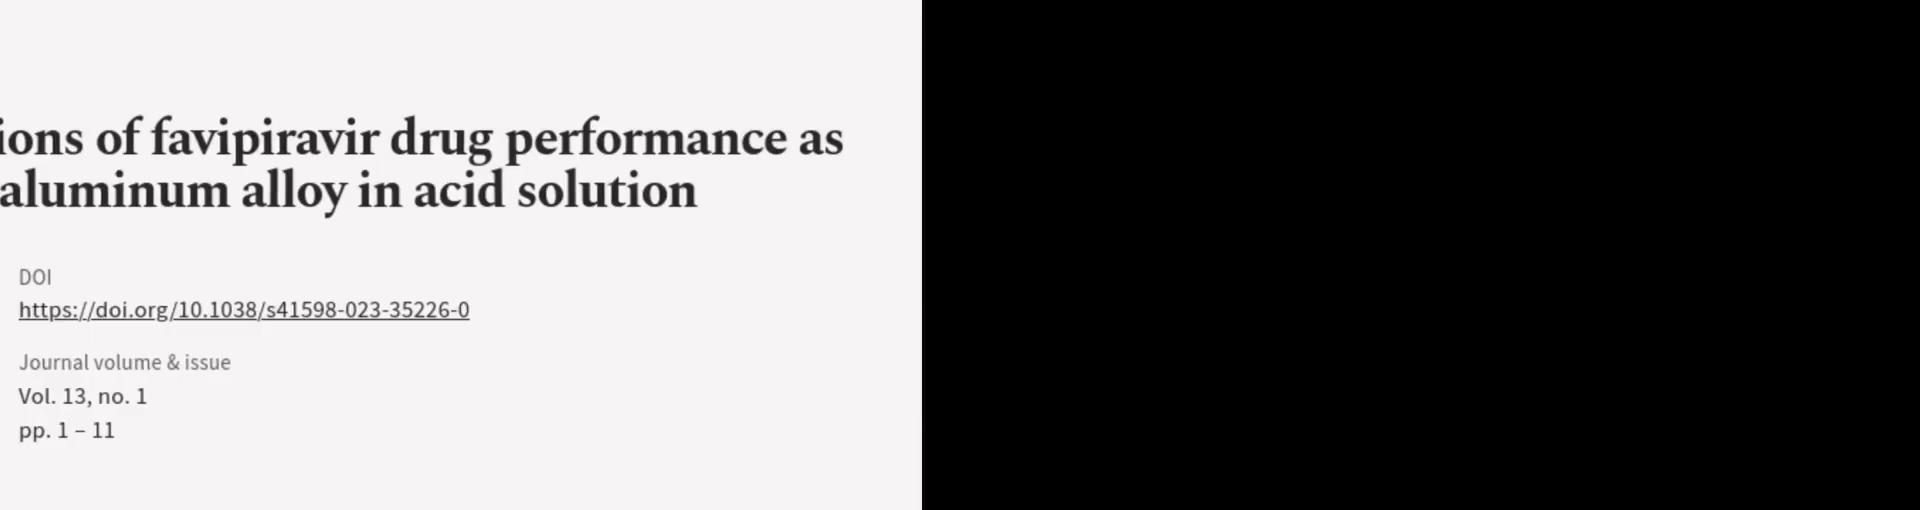 ions of favipiravir drug performance as
aluminum alloy in acid solution
DOI
https://doi.org/10.1038/s41598-023-35226-0
Journal volume & issue
Vol. 13, no. 1
pp. 1 – 11